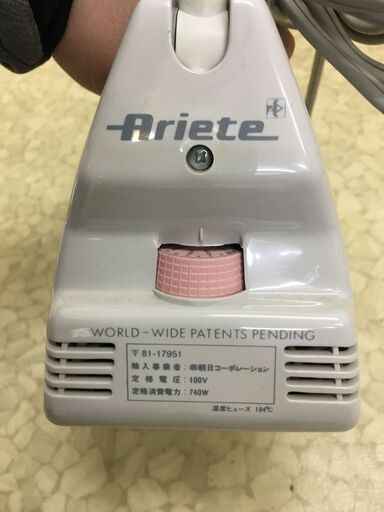 Ariete
WORLD-WIDE PATENTS PENDING
81-17951
輸入事業者：㈱朝日コーポレーション
定格電圧：100V
定格消費電力：740W
温度ヒューズ 184℃